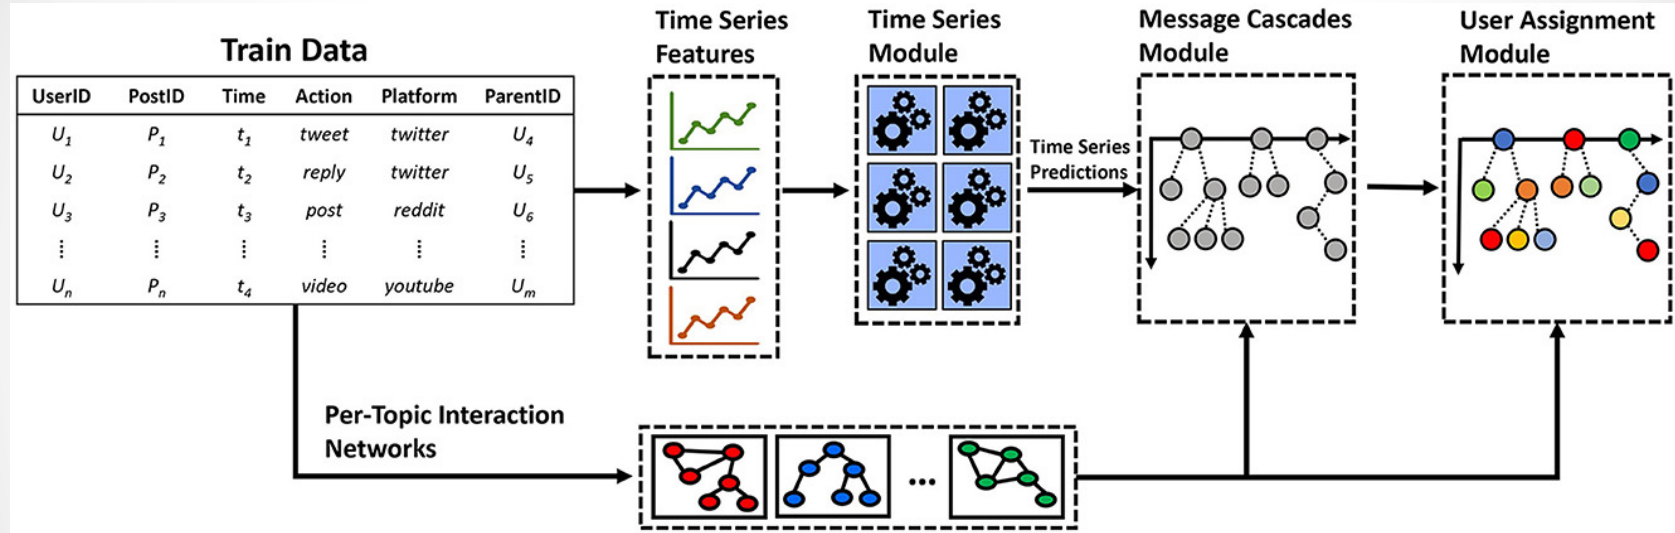 Train Data
UserID PostID Time Action Platform ParentID
U1 P1 t1 tweet twitter U4
U2 P2 t2 reply twitter U5
U3 P3 t3 post reddit U6
⋮ ⋮ ⋮ ⋮ ⋮ ⋮
Un Pn t4 video youtube Um
Time Series
Features
Time Series
Module
Time Series
Predictions
Message Cascades
Module
User Assignment
Module
Per-Topic Interaction
Networks
...